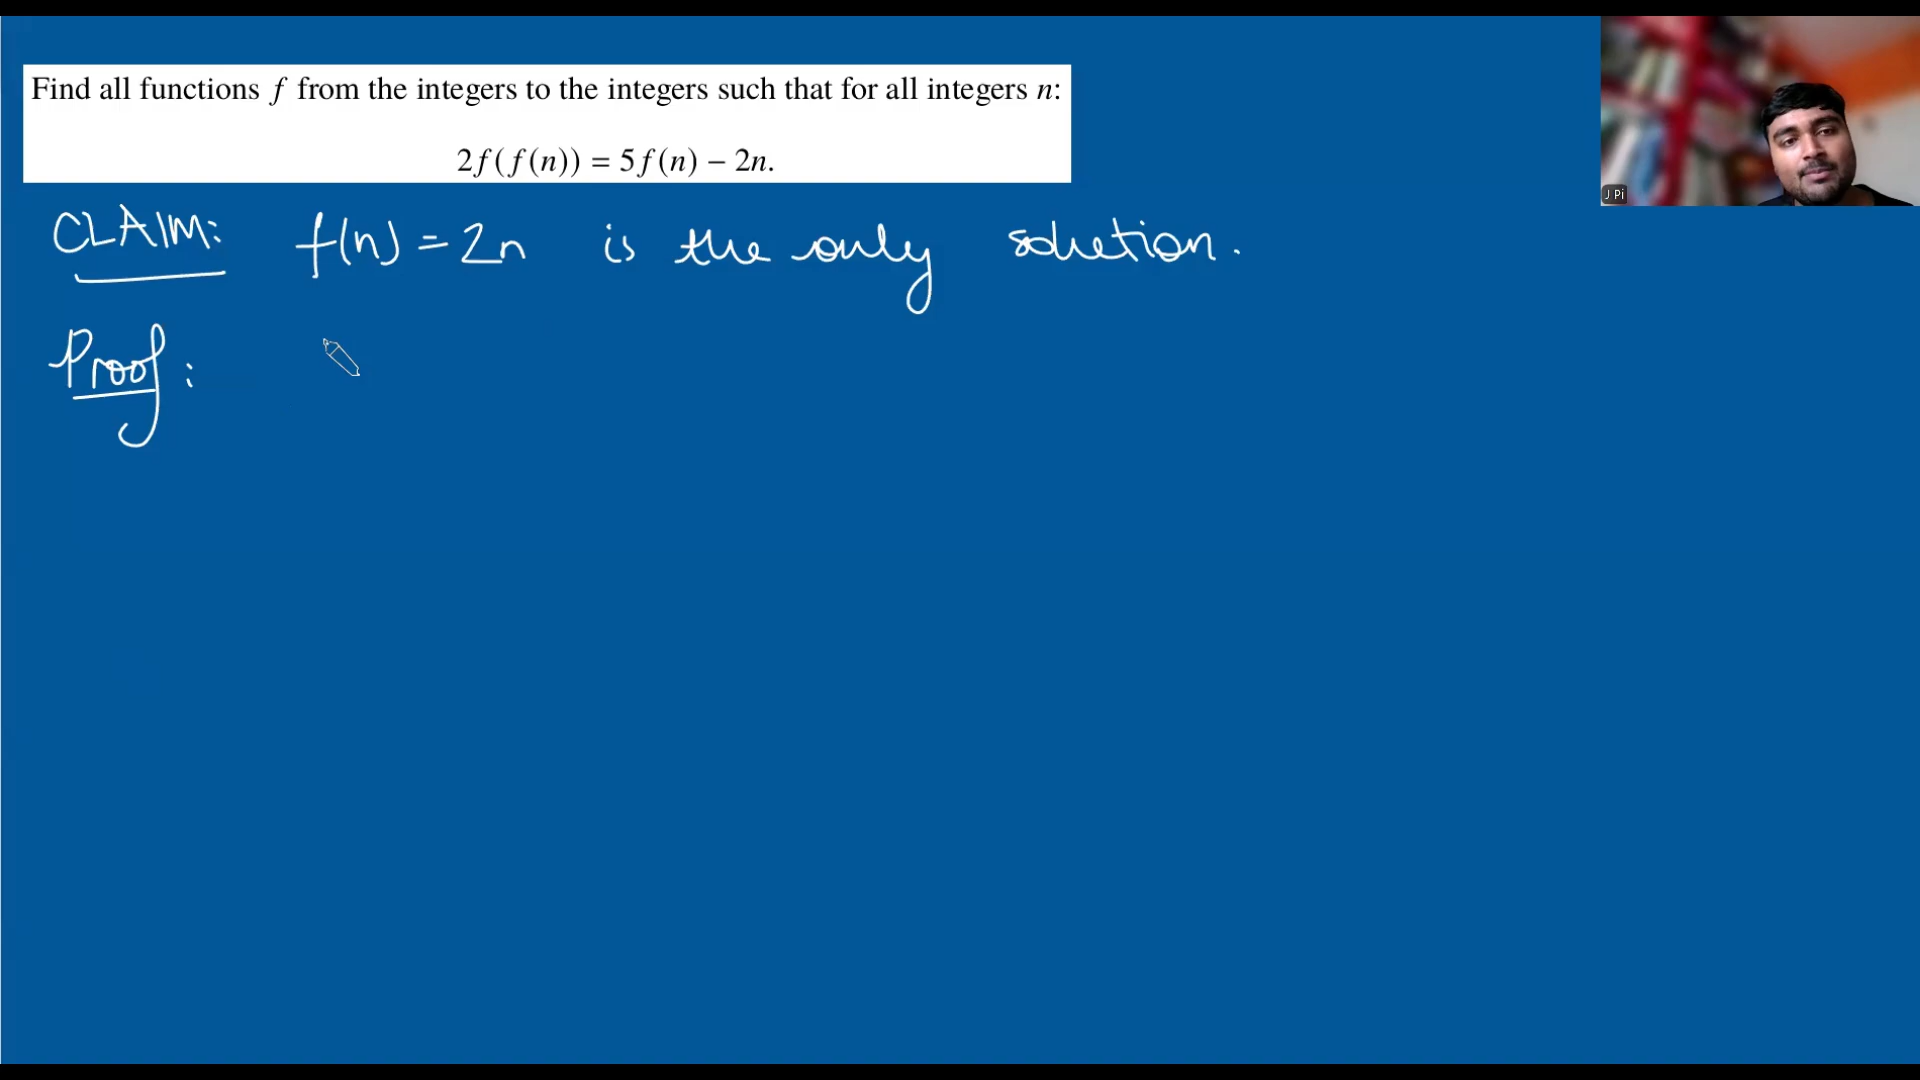 Find all functions f from the integers to the integers such that for all integers n:
2f(f(n)) = 5f(n) − 2n.
CLAIM: f(n) = 2n is the only solution.
Proof:
J Pi